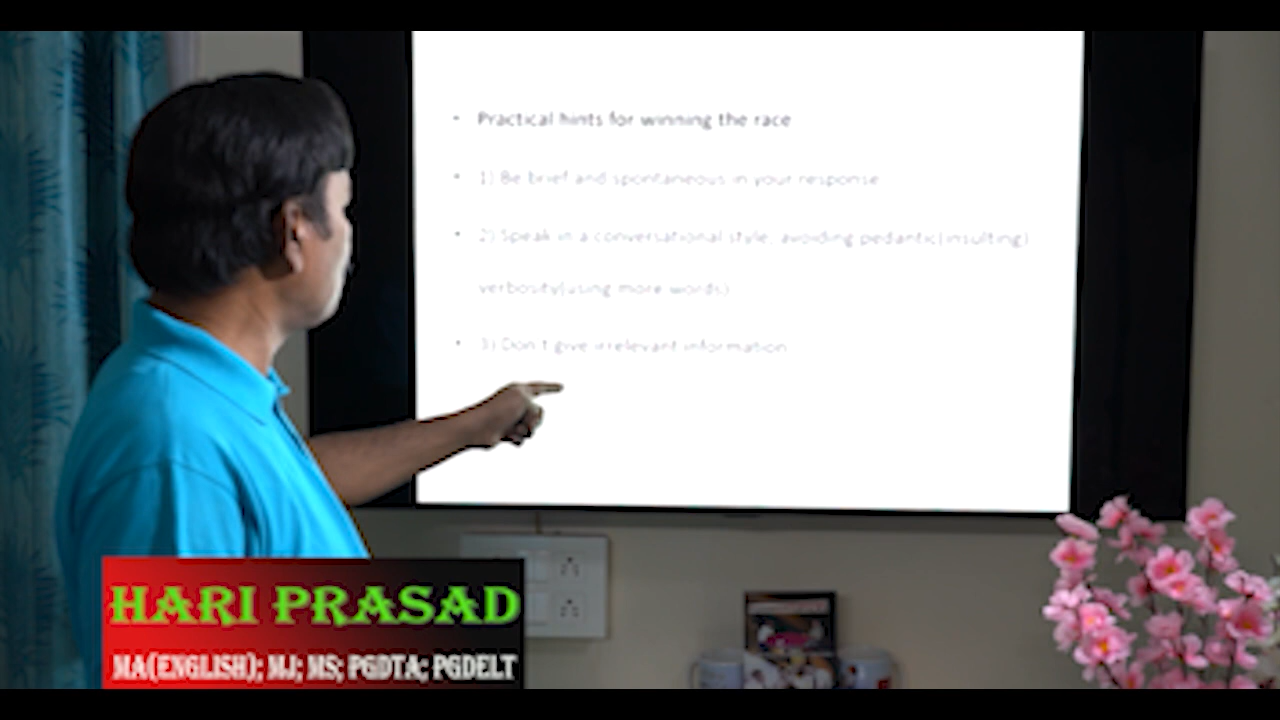 • Practical hints for winning the race
• 1) Be brief and spontaneous in your response
• 2) Speak in a conversational style, avoiding pedantic(insulting)
verbosity(using more words)
• 3) Don't give irrelevant information
HARI PRASAD
MA(ENGLISH); MJ; MS; PGDTA; PGDELT